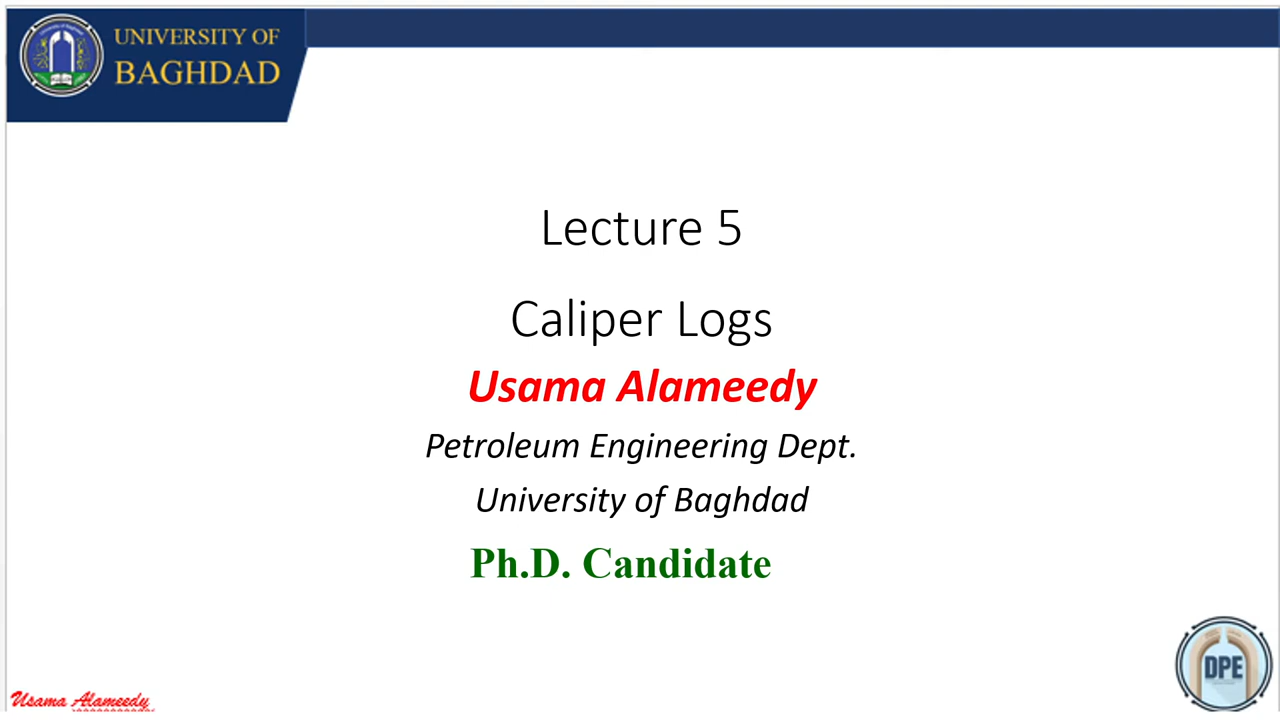 UNIVERSITY OF
BAGHDAD
Lecture 5
Caliper Logs
Usama Alameedy
Petroleum Engineering Dept.
University of Baghdad
Ph.D. Candidate
DPE
Usama Alameedy